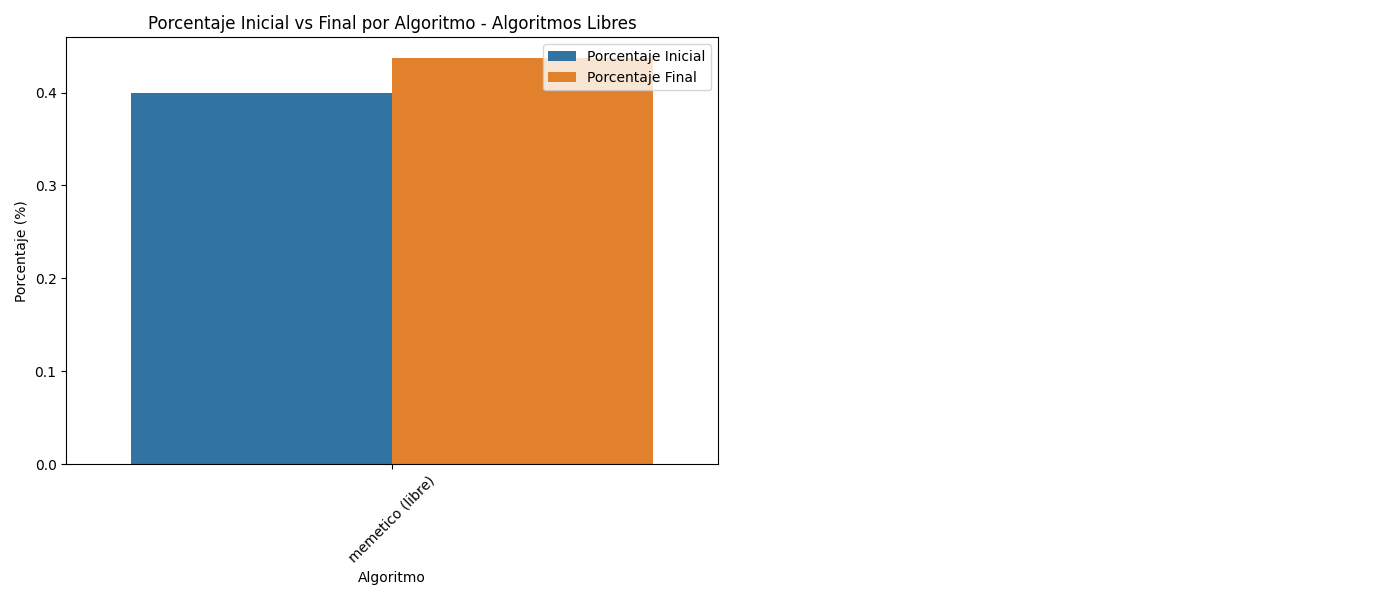 Porcentaje Inicial vs Final por Algoritmo - Algoritmos Libres
Porcentaje Inicial
Porcentaje Final
Porcentaje (%)
0.4
0.3
0.2
0.1
0.0
memetico (libre)
Algoritmo